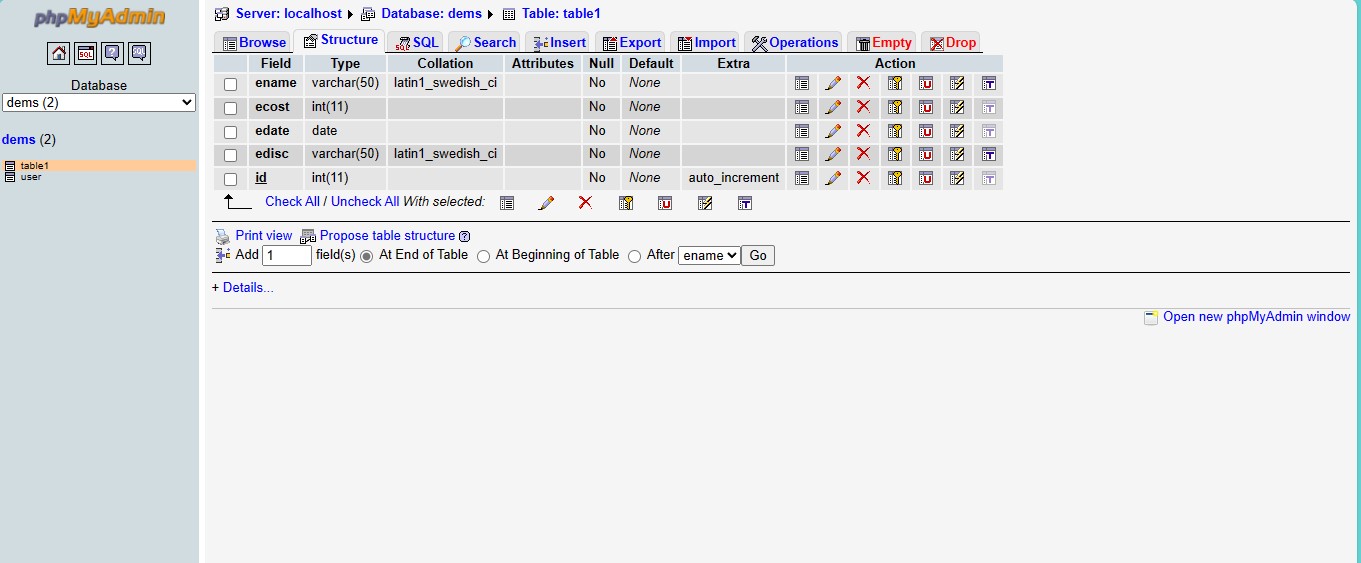 phpMyAdmin
SQL
Database
dems (2)
dems (2)
table1
user
Server: localhost Database: dems Table: table1
Browse Structure SQL Search Insert Export Import Operations Empty Drop
Field Type Collation Attributes Null Default Extra Action
ename varchar(50) latin1_swedish_ci No None
ecost int(11) No None
edate date No None
edisc varchar(50) latin1_swedish_ci No None
id int(11) No None auto_increment
Check All / Uncheck All With selected:
Print view Propose table structure
Add 1 field(s) At End of Table At Beginning of Table After ename Go
+ Details...
Open new phpMyAdmin window